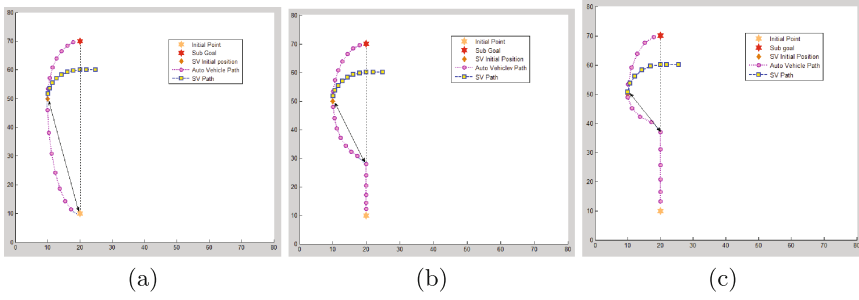 80
70
60
50
40
30
20
10
0
0 10 20 30 40 50 60 70 80
Initial Point
Sub Goal
SV Initial position
Auto Vehicle Path
SV Path
(a)
80
70
60
50
40
30
20
10
0
0 10 20 30 40 50 60 70 80
Initial Point
Sub Goal
SV Initial Position
Auto Vehiclev Path
SV Path
(b)
80
70
60
50
40
30
20
10
0
0 10 20 30 40 50 60 70 80
Initial Point
Sub goal
SV Initial Position
Auto Vehicle Path
SV Path
(c)